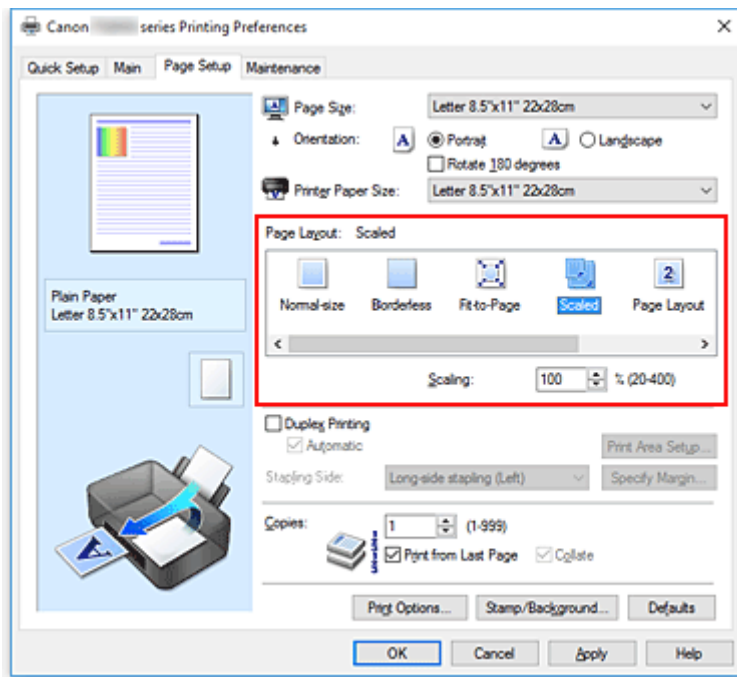 Canon series Printing Preferences
Quick Setup Main Page Setup Maintenance
Page Size: Letter 8.5"x11" 22x28cm
Orientation: A Portrait A Landscape
Rotate 180 degrees
Printer Paper Size: Letter 8.5"x11" 22x28cm
Page Layout: Scaled
Normal-size Borderless Fit-to-Page Scaled 2 Page Layout
Scaling: 100 % (20-400)
Plain Paper
Letter 8.5"x11" 22x28cm
Duplex Printing
Automatic Print Area Setup...
Stapling Side: Long-side stapling (Left) Specify Margin...
Copies: 1 (1-999)
Print from Last Page Collate
A
Print Options... Stamp/Background... Defaults
OK Cancel Apply Help